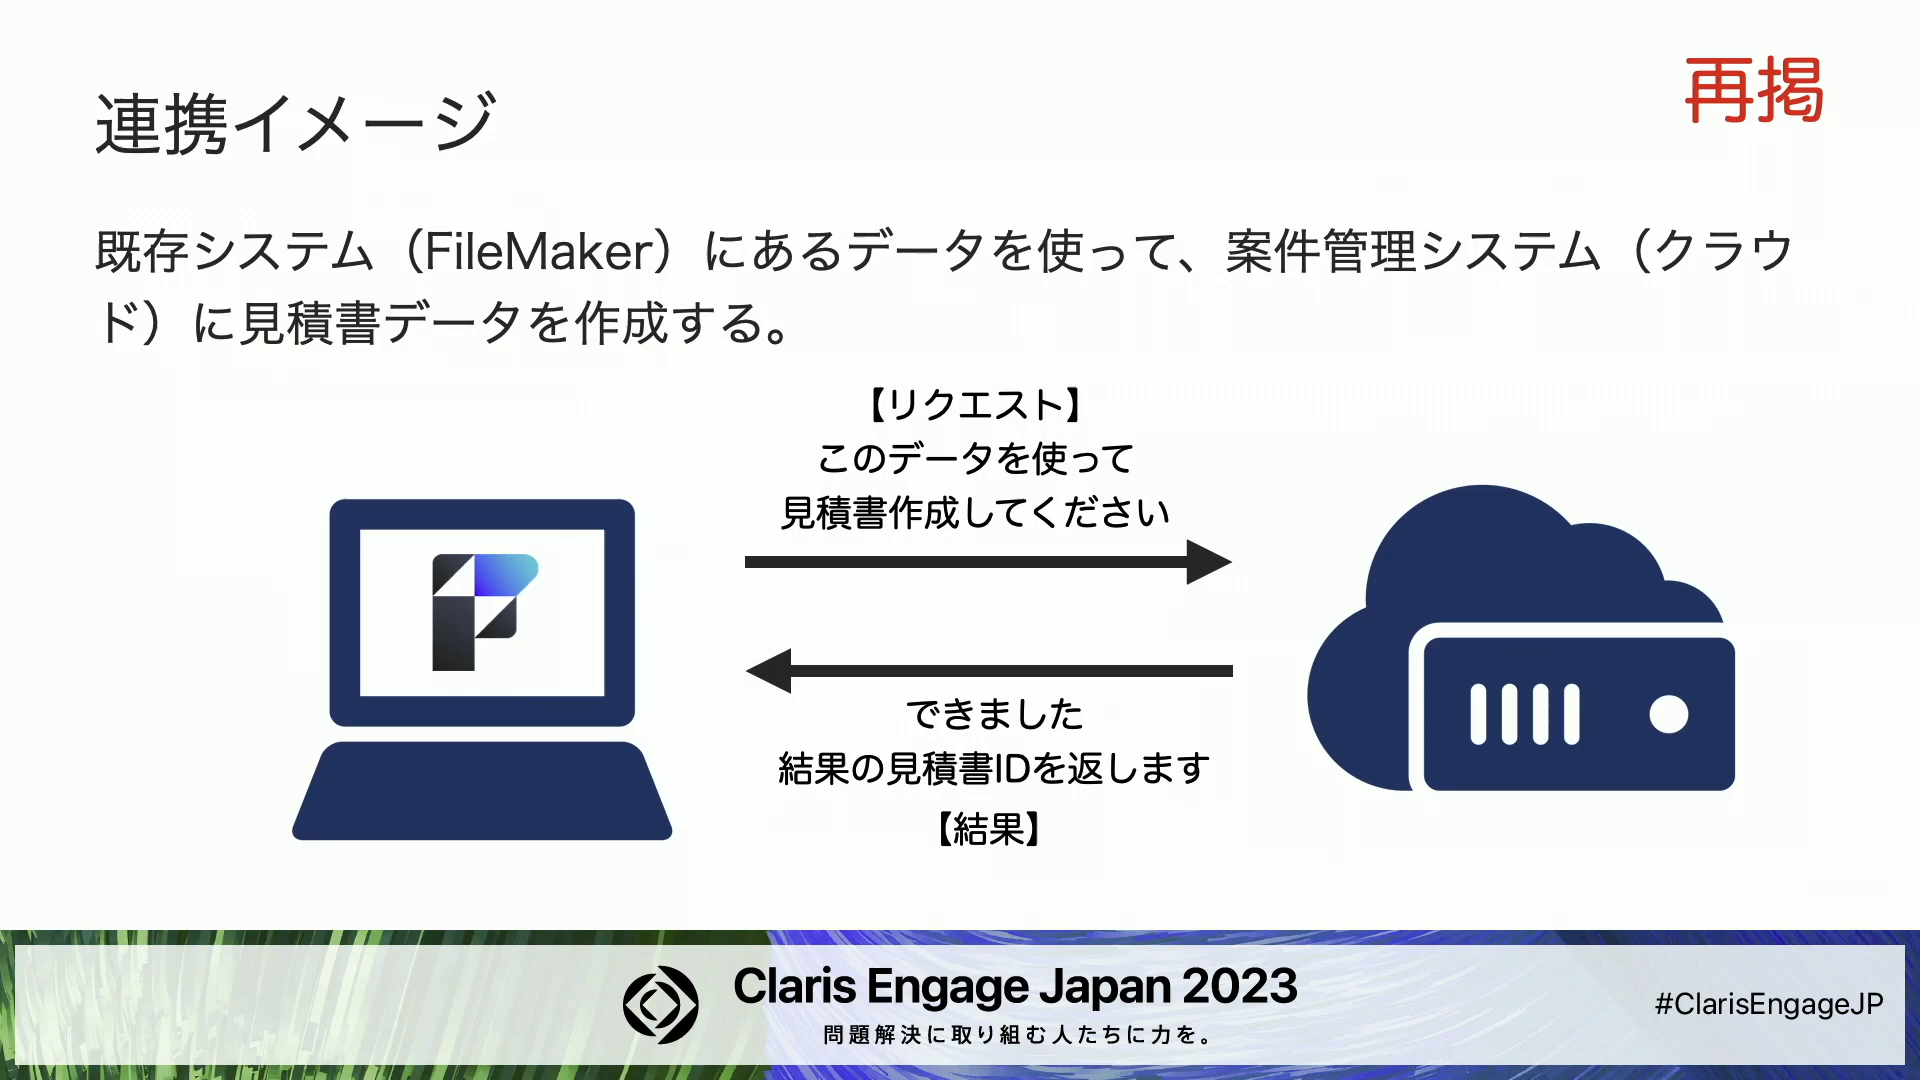 再掲
連携イメージ
既存システム（FileMaker）にあるデータを使って、案件管理システム（クラウ
ド）に見積書データを作成する。
【リクエスト】
このデータを使って
見積書作成してください
できました
結果の見積書IDを返します
【結果】
Claris Engage Japan 2023
問題解決に取り組む人たちに力を。
#ClarisEngageJP